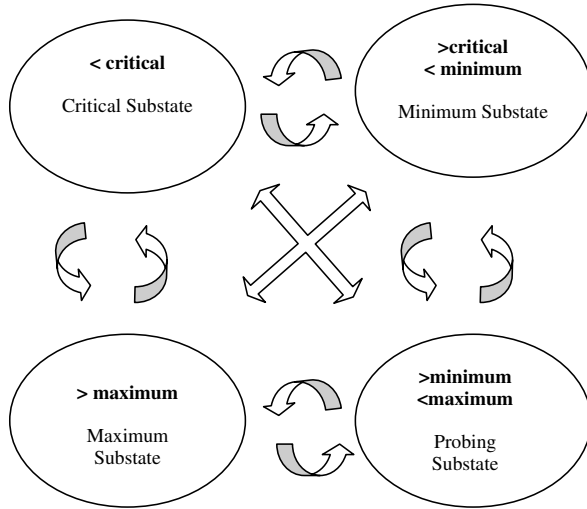 < critical
Critical Substate
>critical
< minimum
Minimum Substate
> maximum
Maximum
Substate
>minimum
<maximum
Probing
Substate